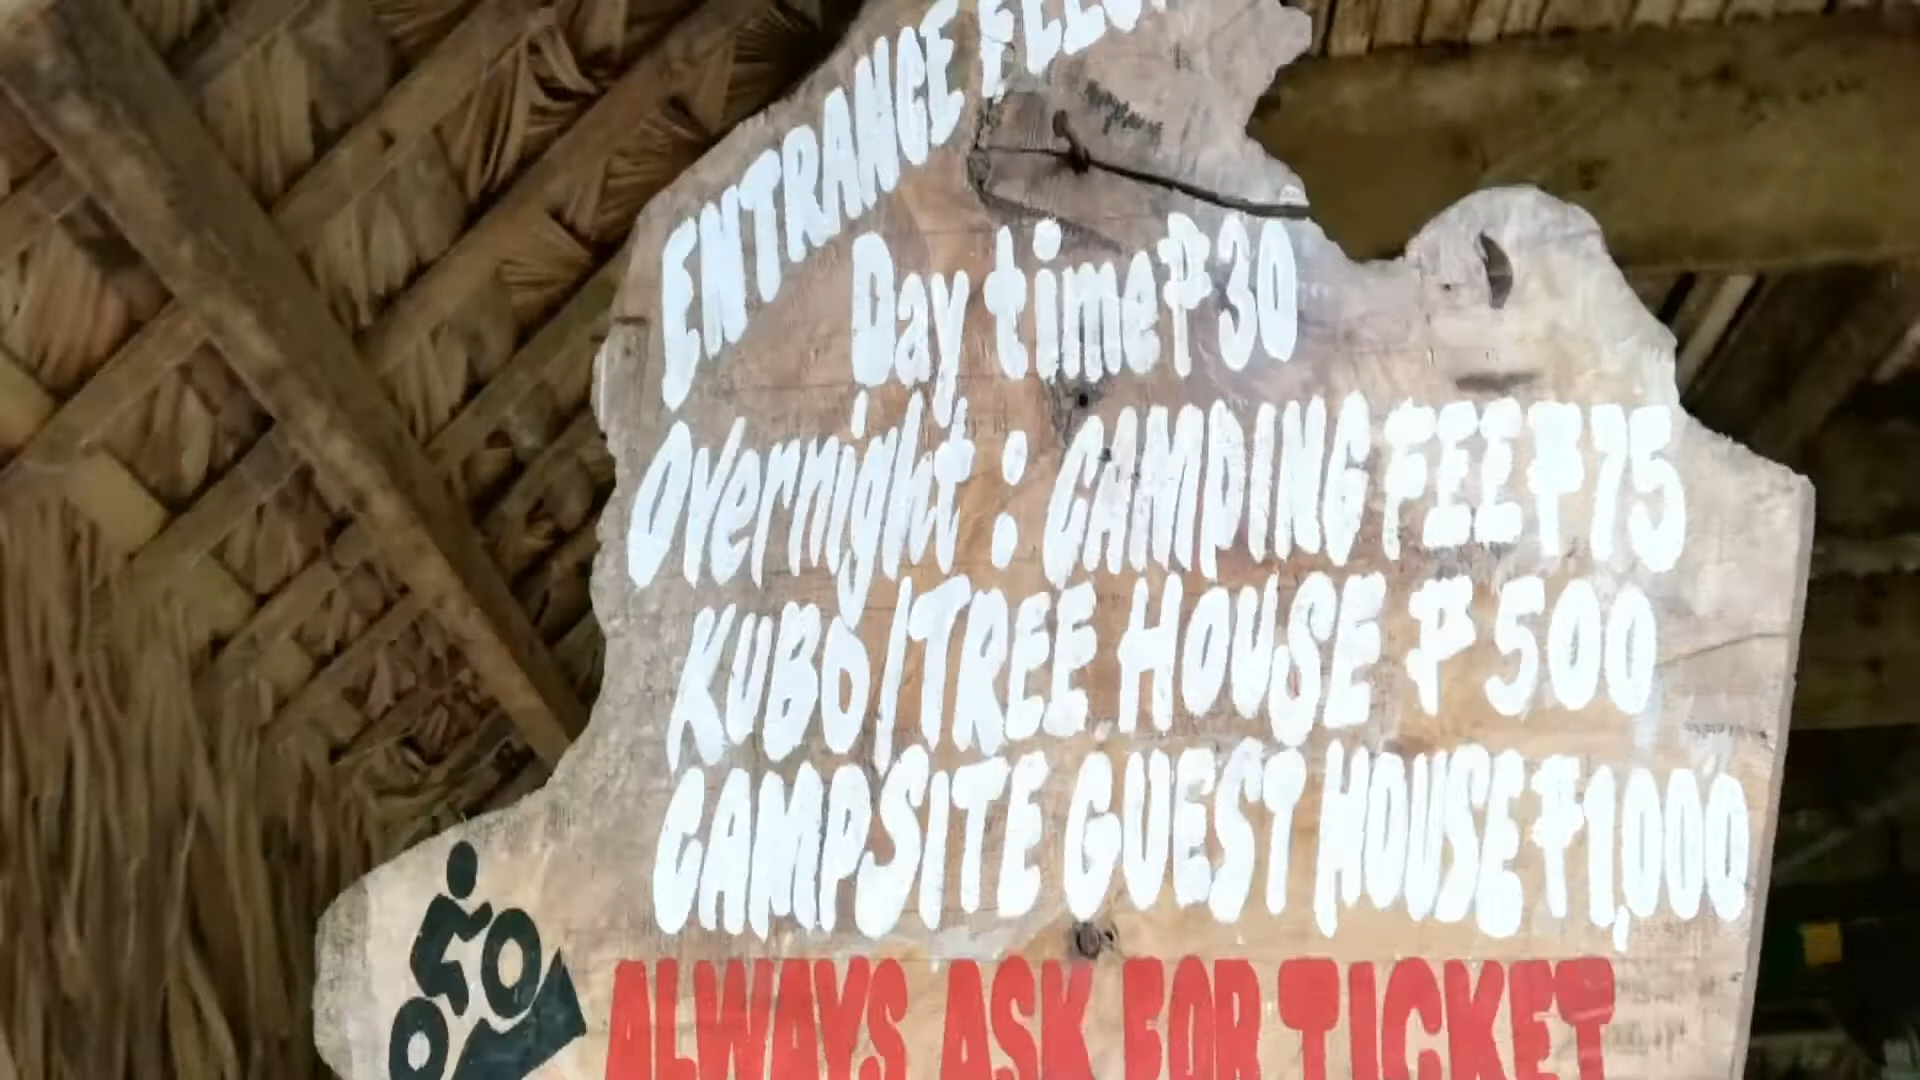 ENTRANCE FEES:
Day time ₱30
Overnight : CAMPING FEE ₱75
KUBO/TREE HOUSE ₱500
CAMPSITE GUEST HOUSE ₱1,000
ALWAYS ASK FOR TICKET